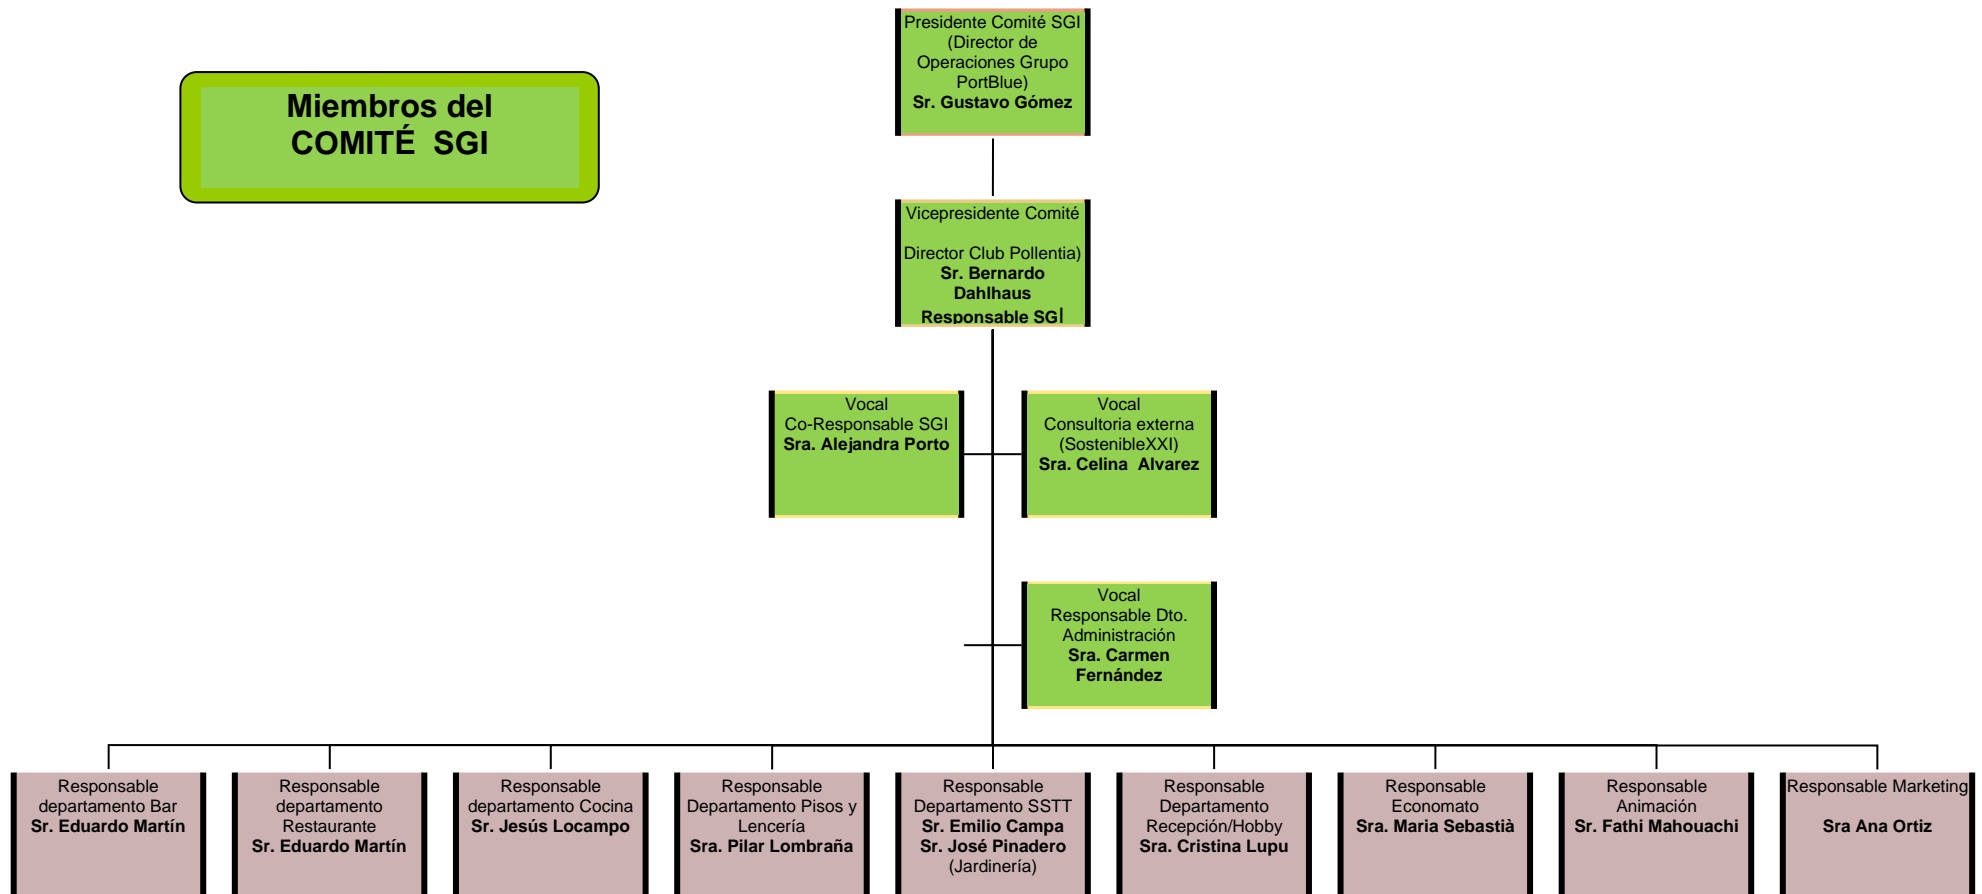 Presidente Comité SGI
(Director de
Operaciones Grupo
PortBlue)
Sr. Gustavo Gómez
Miembros del
COMITÉ SGI
Vicepresidente Comité
Director Club Pollentia)
Sr. Bernardo
Dahlhaus
Responsable SGI
Vocal
Co-Responsable SGI
Sra. Alejandra Porto
Vocal
Consultoria externa
(SostenibleXXI)
Sra. Celina Alvarez
Vocal
Responsable Dto.
Administración
Sra. Carmen
Fernández
Responsable
departamento Bar
Sr. Eduardo Martín
Responsable
departamento
Restaurante
Sr. Eduardo Martín
Responsable
departamento Cocina
Sr. Jesús Locampo
Responsable
Departamento Pisos y
Lencería
Sra. Pilar Lombraña
Responsable
Departamento SSTT
Sr. Emilio Campa
Sr. José Pinadero
(Jardinería)
Responsable
Departamento
Recepción/Hobby
Sra. Cristina Lupu
Responsable
Economato
Sra. Maria Sebastià
Responsable
Animación
Sr. Fathi Mahouachi
Responsable Marketing
Sra Ana Ortiz